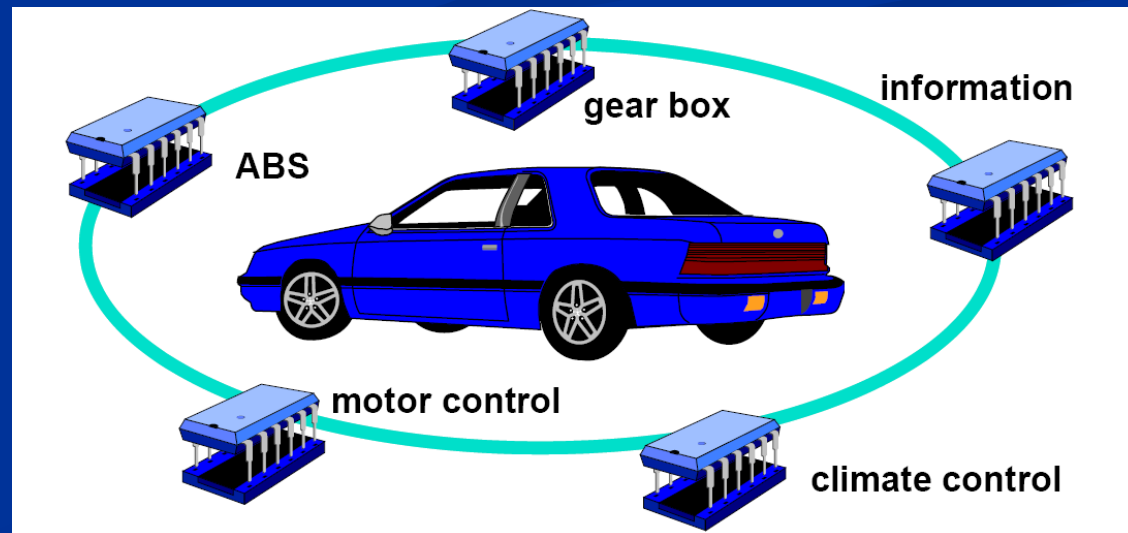 gear box
information
ABS
motor control
climate control